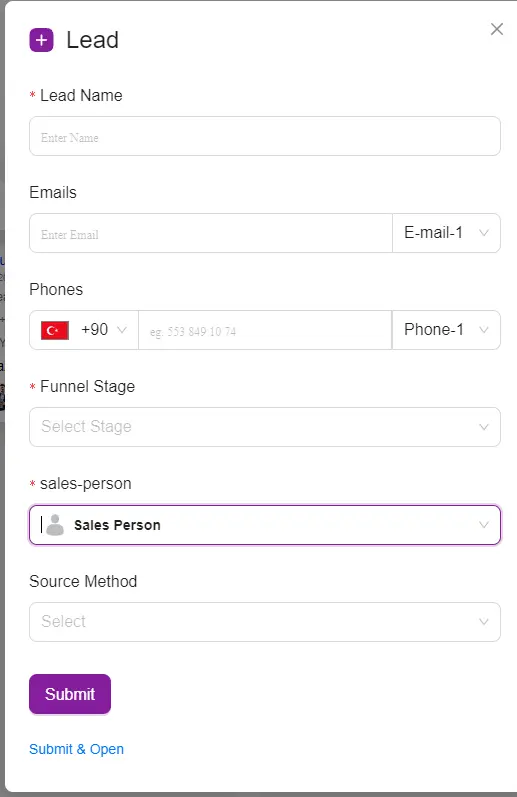 Lead
* Lead Name
Enter Name
Emails
Enter Email E-mail-1
Phones
+90 eg: 553 849 10 74 Phone-1
* Funnel Stage
Select Stage
* sales-person
Sales Person
Source Method
Select
Submit
Submit & Open